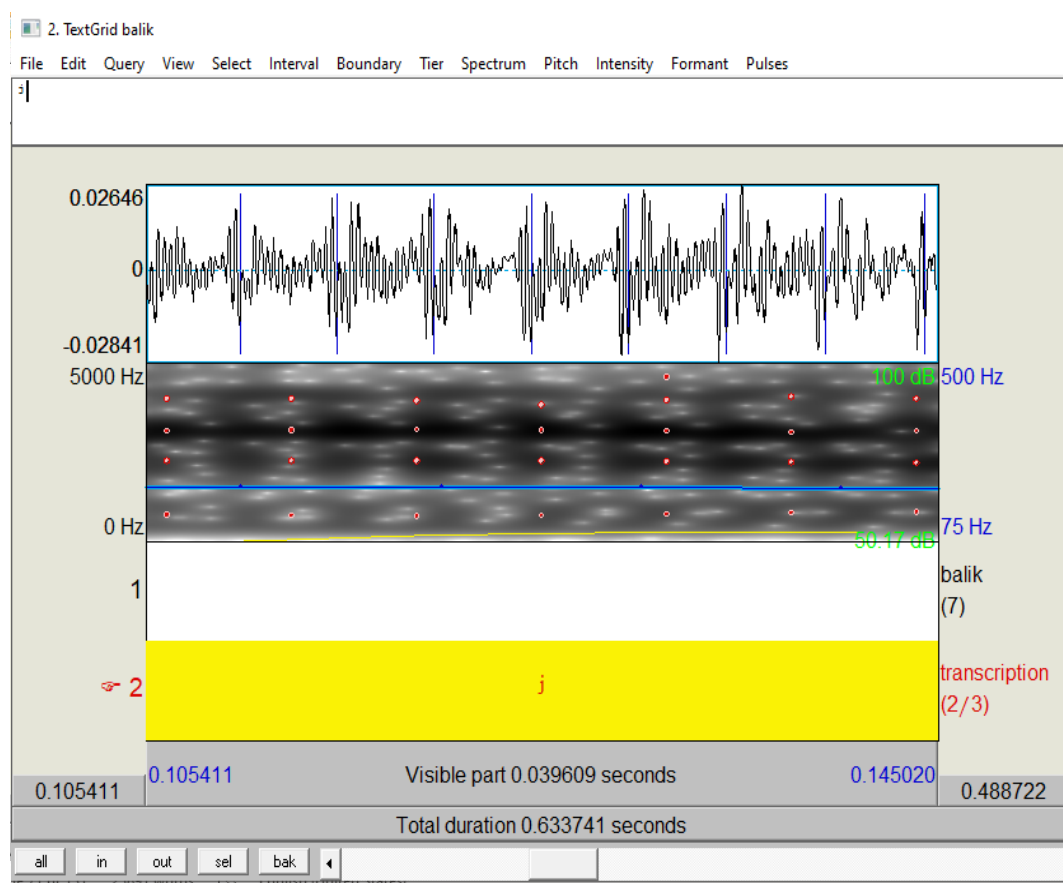 2. TextGrid balik
File Edit Query View Select Interval Boundary Tier Spectrum Pitch Intensity Formant Pulses
j
0.02646
0
-0.02841
5000 Hz 100 dB 500 Hz
0 Hz 50.17 dB 75 Hz
1 balik
(7)
☞ 2 j transcription
(2/3)
0.105411 Visible part 0.039609 seconds 0.145020
0.105411 0.488722
Total duration 0.633741 seconds
all in out sel bak